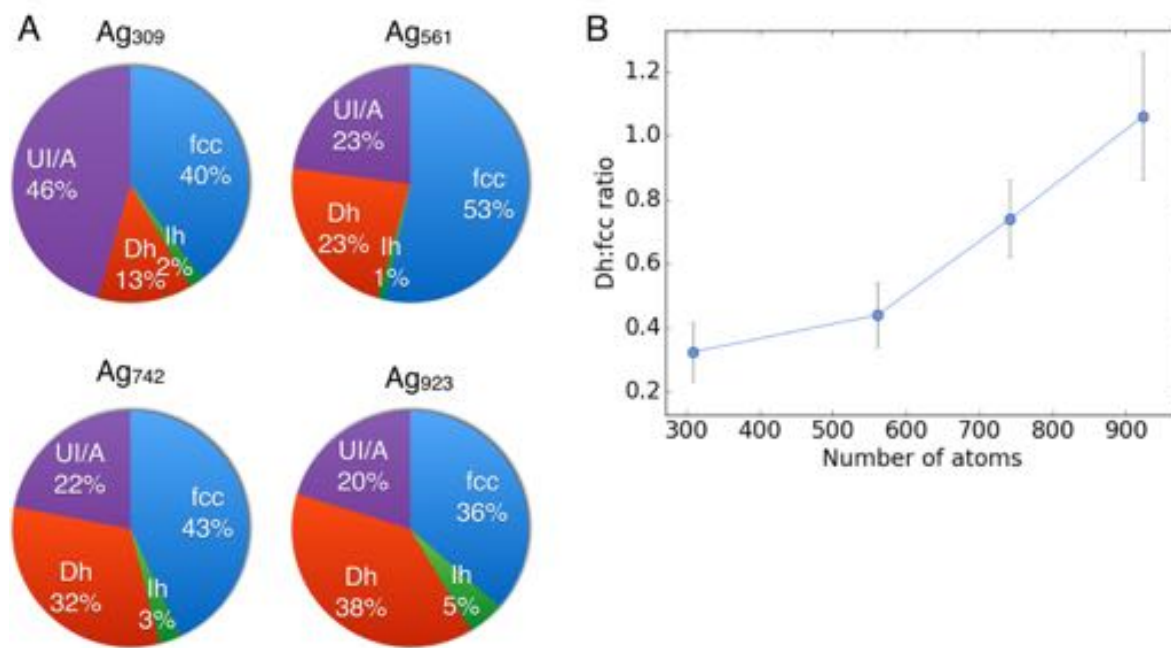 A
Ag309
UI/A
46%
fcc
40%
Ih
2%
Dh
13%
Ag561
UI/A
23%
fcc
53%
Dh
23%
Ih
1%
Ag742
UI/A
22%
fcc
43%
Dh
32%
Ih
3%
Ag923
UI/A
20%
fcc
36%
Dh
38%
Ih
5%
B
Dh:fcc ratio
1.2
1.0
0.8
0.6
0.4
0.2
300 400 500 600 700 800 900
Number of atoms